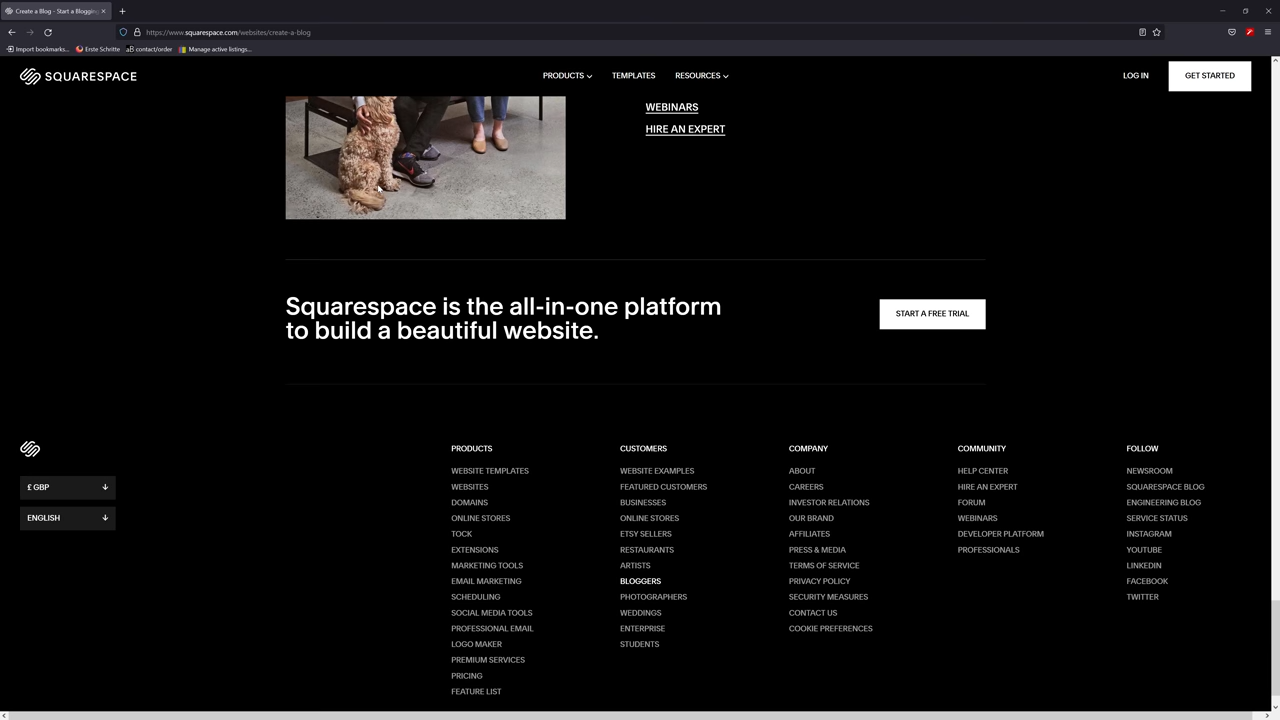 Create a Blog - Start a Blogging
https://www.squarespace.com/websites/create-a-blog
Import bookmarks... Erste Schritte contact/order Manage active listings...
SQUARESPACE PRODUCTS TEMPLATES RESOURCES LOG IN GET STARTED
WEBINARS
HIRE AN EXPERT
Squarespace is the all-in-one platform
to build a beautiful website.
START A FREE TRIAL
£ GBP
ENGLISH
PRODUCTS
WEBSITE TEMPLATES
WEBSITES
DOMAINS
ONLINE STORES
TOCK
EXTENSIONS
MARKETING TOOLS
EMAIL MARKETING
SCHEDULING
SOCIAL MEDIA TOOLS
PROFESSIONAL EMAIL
LOGO MAKER
PREMIUM SERVICES
PRICING
FEATURE LIST
CUSTOMERS
WEBSITE EXAMPLES
FEATURED CUSTOMERS
BUSINESSES
ONLINE STORES
ETSY SELLERS
RESTAURANTS
ARTISTS
BLOGGERS
PHOTOGRAPHERS
WEDDINGS
ENTERPRISE
STUDENTS
COMPANY
ABOUT
CAREERS
INVESTOR RELATIONS
OUR BRAND
AFFILIATES
PRESS & MEDIA
TERMS OF SERVICE
PRIVACY POLICY
SECURITY MEASURES
CONTACT US
COOKIE PREFERENCES
COMMUNITY
HELP CENTER
HIRE AN EXPERT
FORUM
WEBINARS
DEVELOPER PLATFORM
PROFESSIONALS
FOLLOW
NEWSROOM
SQUARESPACE BLOG
ENGINEERING BLOG
SERVICE STATUS
INSTAGRAM
YOUTUBE
LINKEDIN
FACEBOOK
TWITTER